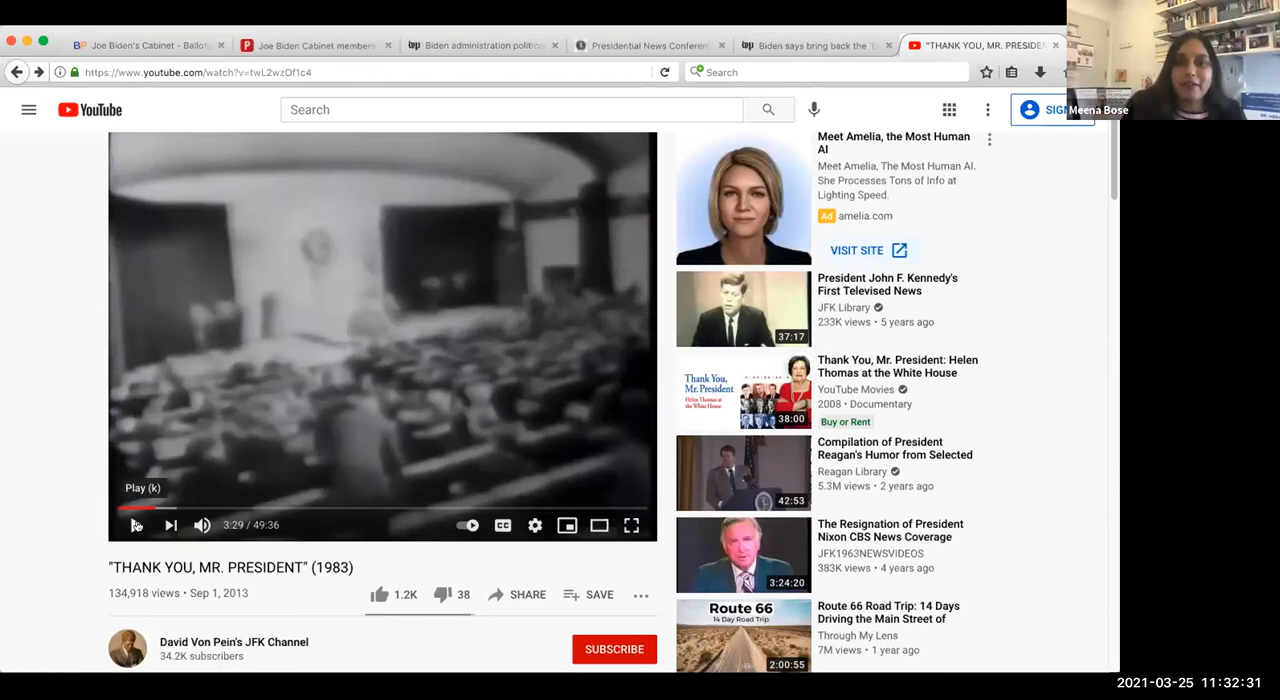 BP Joe Biden's Cabinet - Ballot
Joe Biden Cabinet members
wp Biden administration politic
Presidential News Conferen
wp Biden says bring back the
"THANK YOU, MR. PRESIDEN
https://www.youtube.com/watch?v=twL2wzOf1c4
Search
Meena Bose
YouTube
Search
SIG
Meet Amelia, the Most Human
AI
Meet Amelia, The Most Human AI.
She Processes Tons of Info at
Lighting Speed.
Ad amelia.com
VISIT SITE
President John F. Kennedy's
First Televised News
JFK Library
233K views • 5 years ago
37:17
Thank You, Mr. President: Helen
Thomas at the White House
YouTube Movies
2008 • Documentary
Buy or Rent
Thank You,
Mr. President:
Helen Thomas
at the White House
38:00
Compilation of President
Reagan's Humor from Selected
Reagan Library
5.3M views • 2 years ago
42:53
The Resignation of President
Nixon CBS News Coverage
JFK1963NEWSVIDEOS
383K views • 4 years ago
3:24:20
Route 66
14 Day Road Trip
Route 66 Road Trip: 14 Days
Driving the Main Street of
Through My Lens
7M views • 1 year ago
2:00:55
Play (k)
3:29 / 49:36
CC
"THANK YOU, MR. PRESIDENT" (1983)
134,918 views • Sep 1, 2013
1.2K
38
SHARE
SAVE
David Von Pein's JFK Channel
34.2K subscribers
SUBSCRIBE
2021-03-25 11:32:31